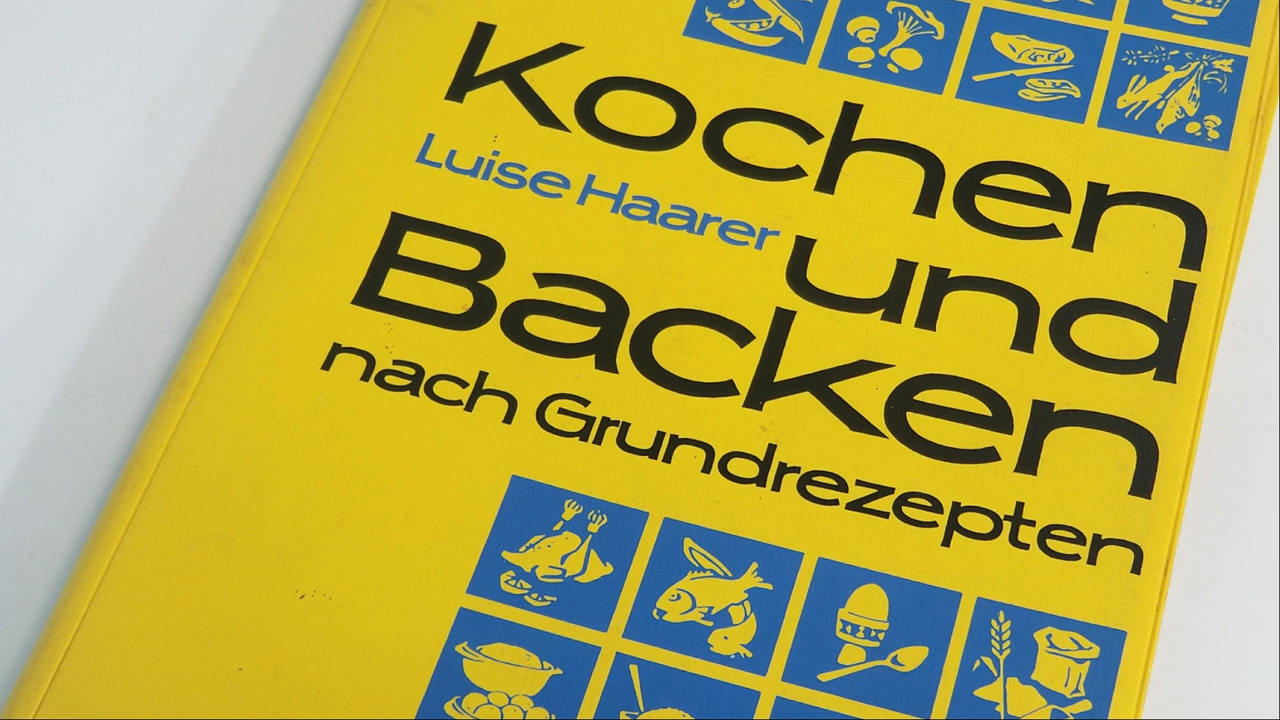 Kochen
Luise Haarer
und
Backen
nach Grundrezepten